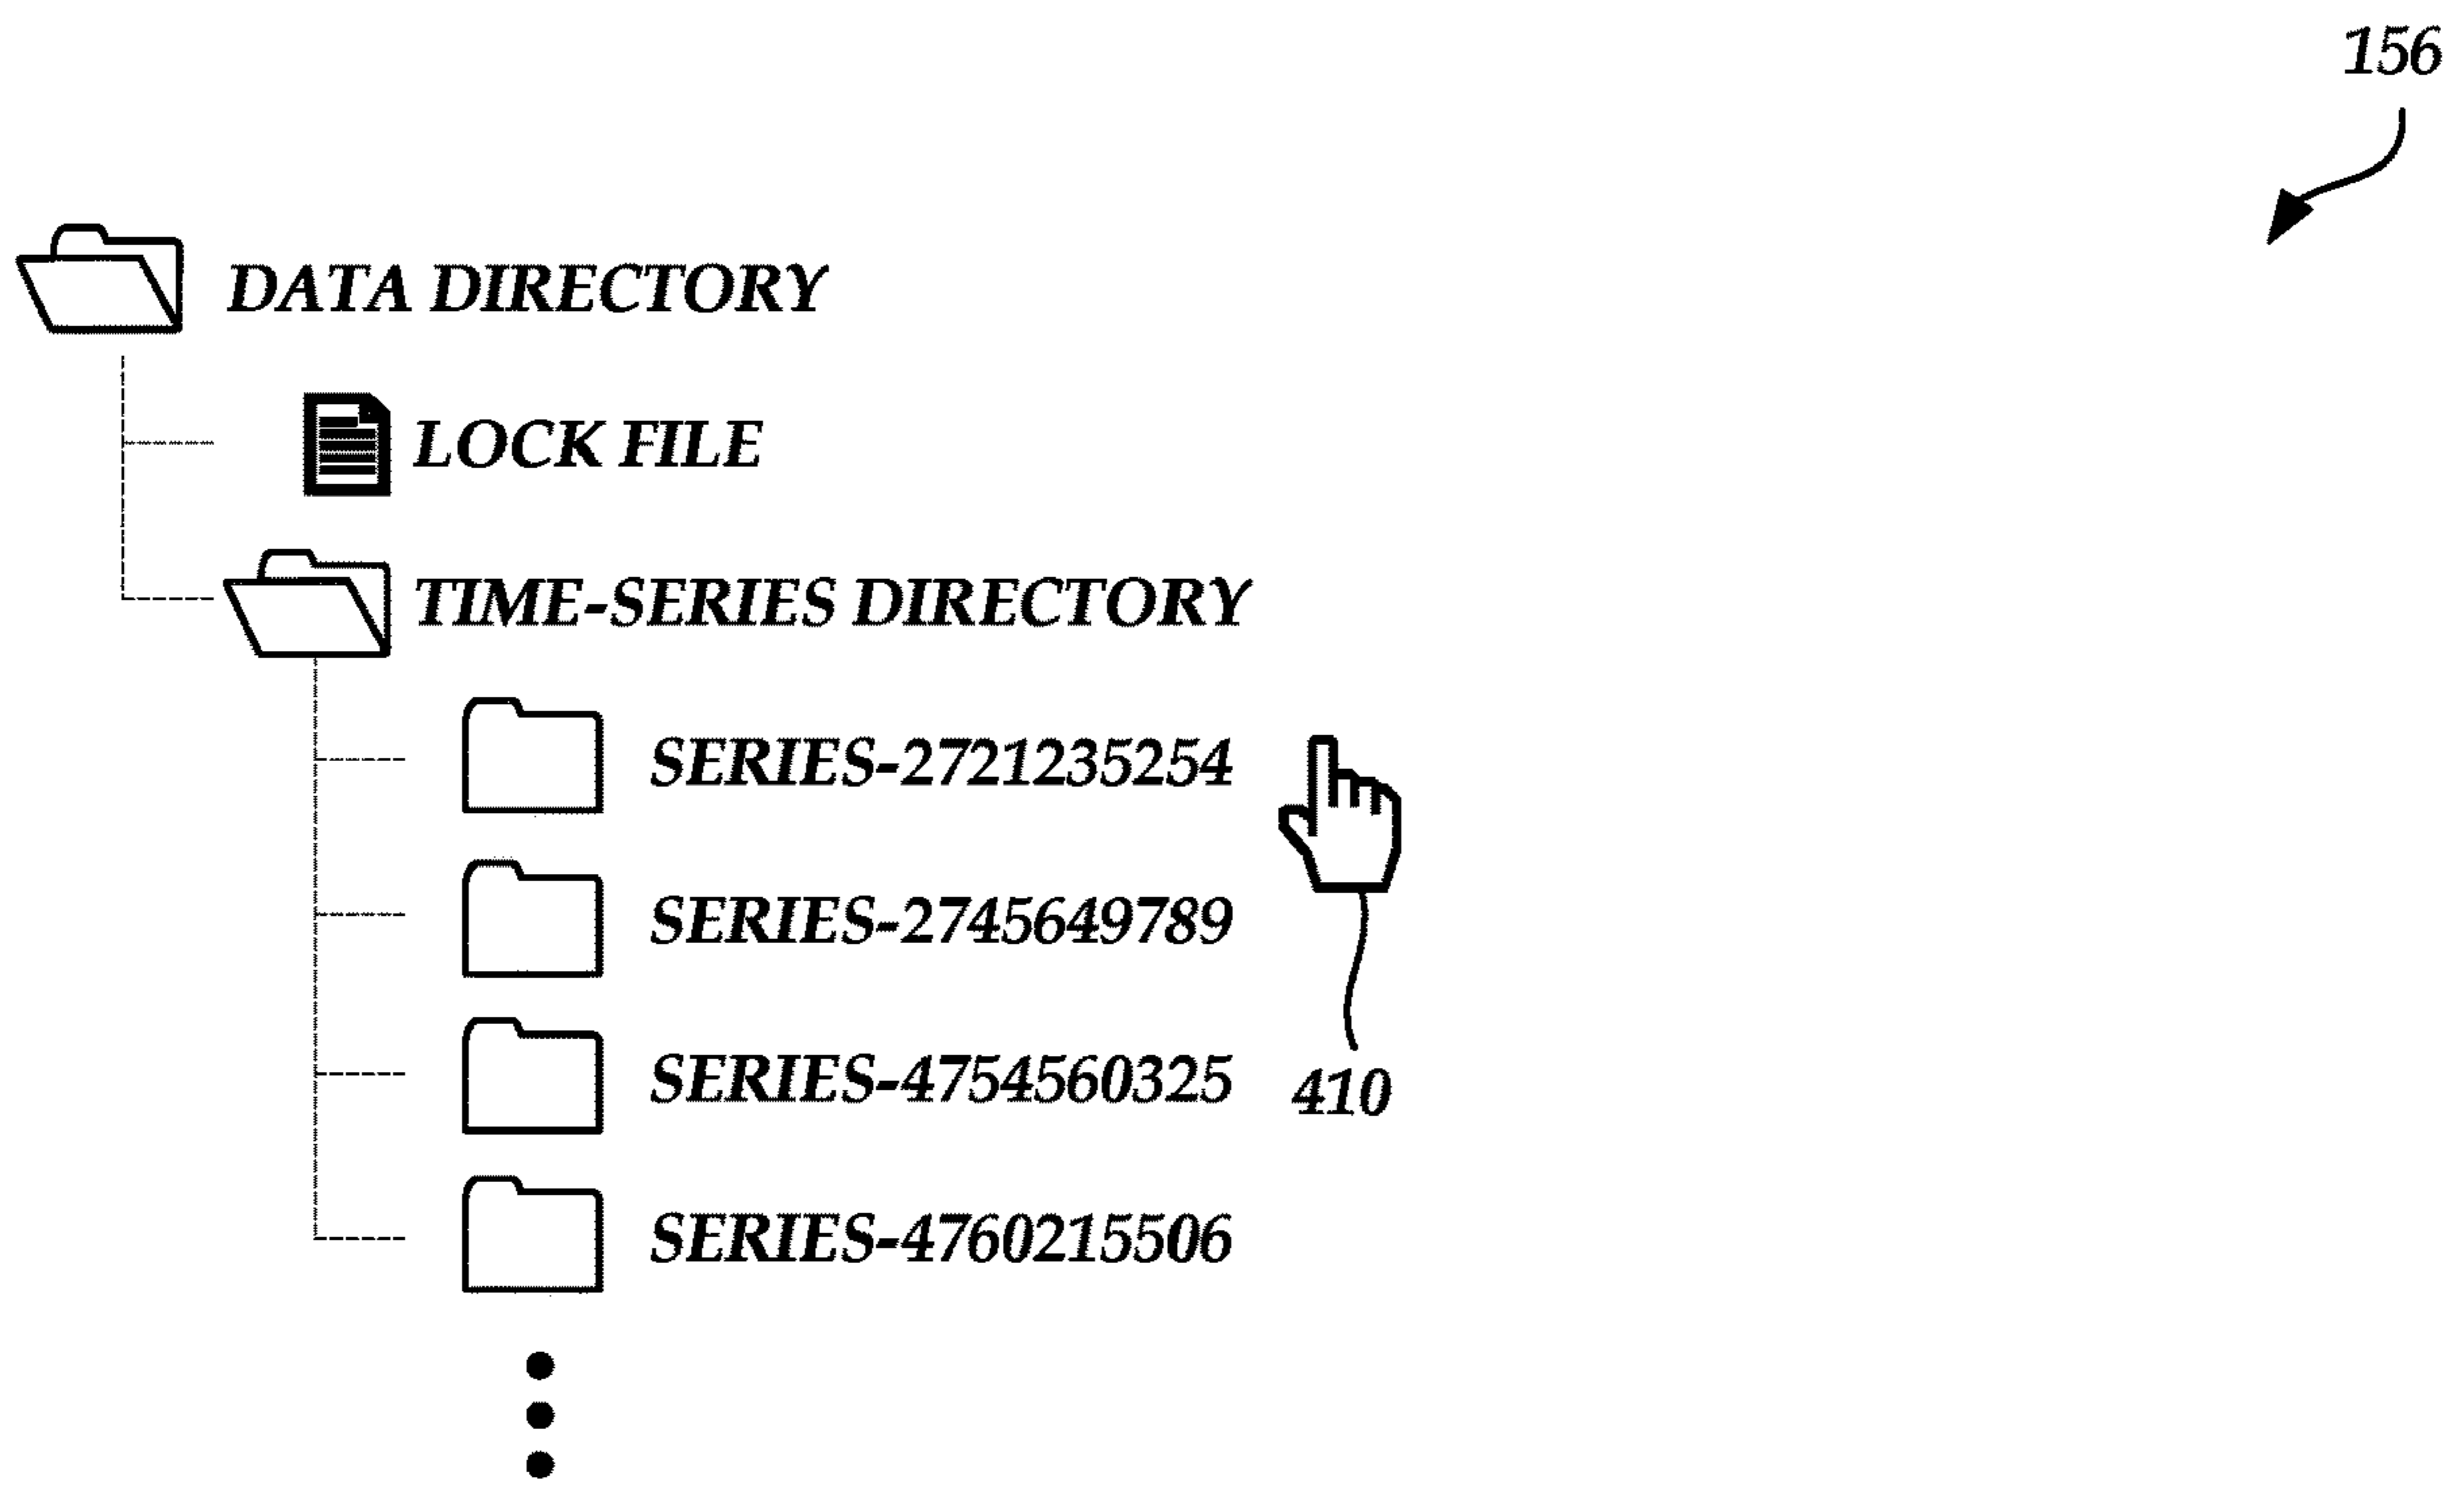 156
DATA DIRECTORY
LOCK FILE
TIME-SERIES DIRECTORY
SERIES-2721235254
SERIES-2745649789
SERIES-4754560325
410
SERIES-4760215506